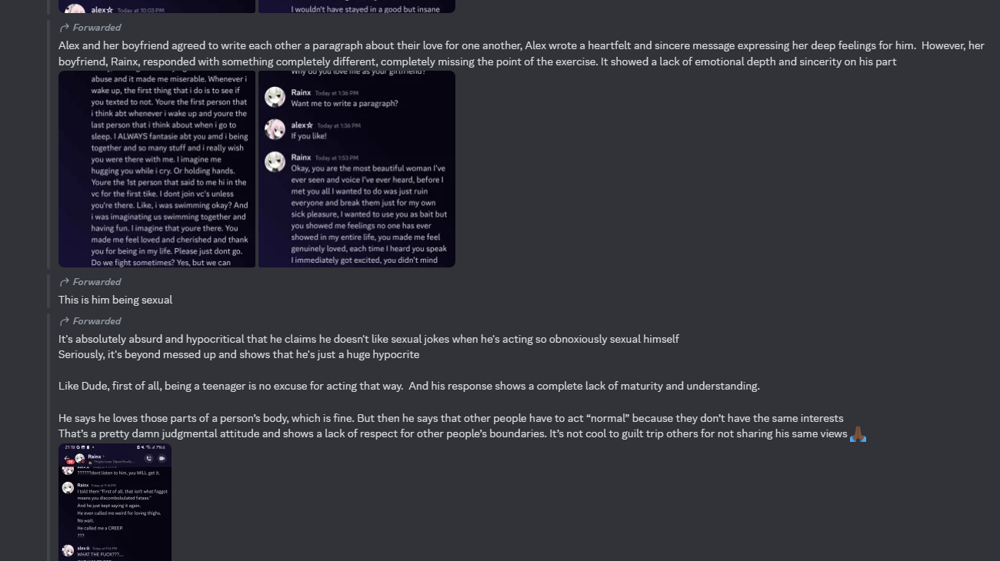 alex☆ Today at 10:03 PM
I wouldn't have stayed in a good but insane
Forwarded
Alex and her boyfriend agreed to write each other a paragraph about their love for one another, Alex wrote a heartfelt and sincere message expressing her deep feelings for him. However, her
boyfriend, Rainx, responded with something completely different, completely missing the point of the exercise. It showed a lack of emotional depth and sincerity on his part
abuse and it made me miserable. Whenever i
wake up, the first thing that i do is to see if
you texted to not. Youre the first person that
i think abt whenever i wake up and youre the
last person that i think about when i go to
sleep. I ALWAYS fantasie abt you amd i being
together and so many stuff and i really wish
you were there with me. I imagine me
hugging you while i cry. Or holding hands.
Youre the 1st person that said to me hi in the
vc for the first tike. I dont join vc's unless
you're there. Like, i was swimming okay? And
i was imaginating us swimming together and
having fun. I imagine that youre there. You
made me feel loved and cherished and thank
you for being in my life. Please just dont go.
Do we fight sometimes? Yes, but we can
Why do you love me as your girlfriend?
Rainx Today at 1:36 PM
Want me to write a paragraph?
alex☆ Today at 1:36 PM
If you like!
Rainx Today at 1:53 PM
Okay, you are the most beautiful woman I've
ever seen and voice I've ever heard, before I
met you all I wanted to do was just ruin
everyone and break them just for my own
sick pleasure, I wanted to use you as bait but
you showed me feelings no one has ever
showed in my entire life, you made me feel
genuinely loved, each time I heard you speak
I immediately got excited, you didn't mind
Forwarded
This is him being sexual
Forwarded
It's absolutely absurd and hypocritical that he claims he doesn't like sexual jokes when he's acting so obnoxiously sexual himself
Seriously, it's beyond messed up and shows that he's just a huge hypocrite
Like Dude, first of all, being a teenager is no excuse for acting that way. And his response shows a complete lack of maturity and understanding.
He says he loves those parts of a person's body, which is fine. But then he says that other people have to act “normal” because they don't have the same interests
That's a pretty damn judgmental attitude and shows a lack of respect for other people's boundaries. It's not cool to guilt trip others for not sharing his same views 🙏🏾
21:19
Rainx
??????dont listen to him, you WILL get it.
Rainx
I told them "First of all, that isn't what faggot
means you discombobulated fatass."
And he just kept saying it again.
He even called me weird for loving thighs.
No wait.
He called me a CREEP.
???
alex☆
WHAT THE FUCK???...